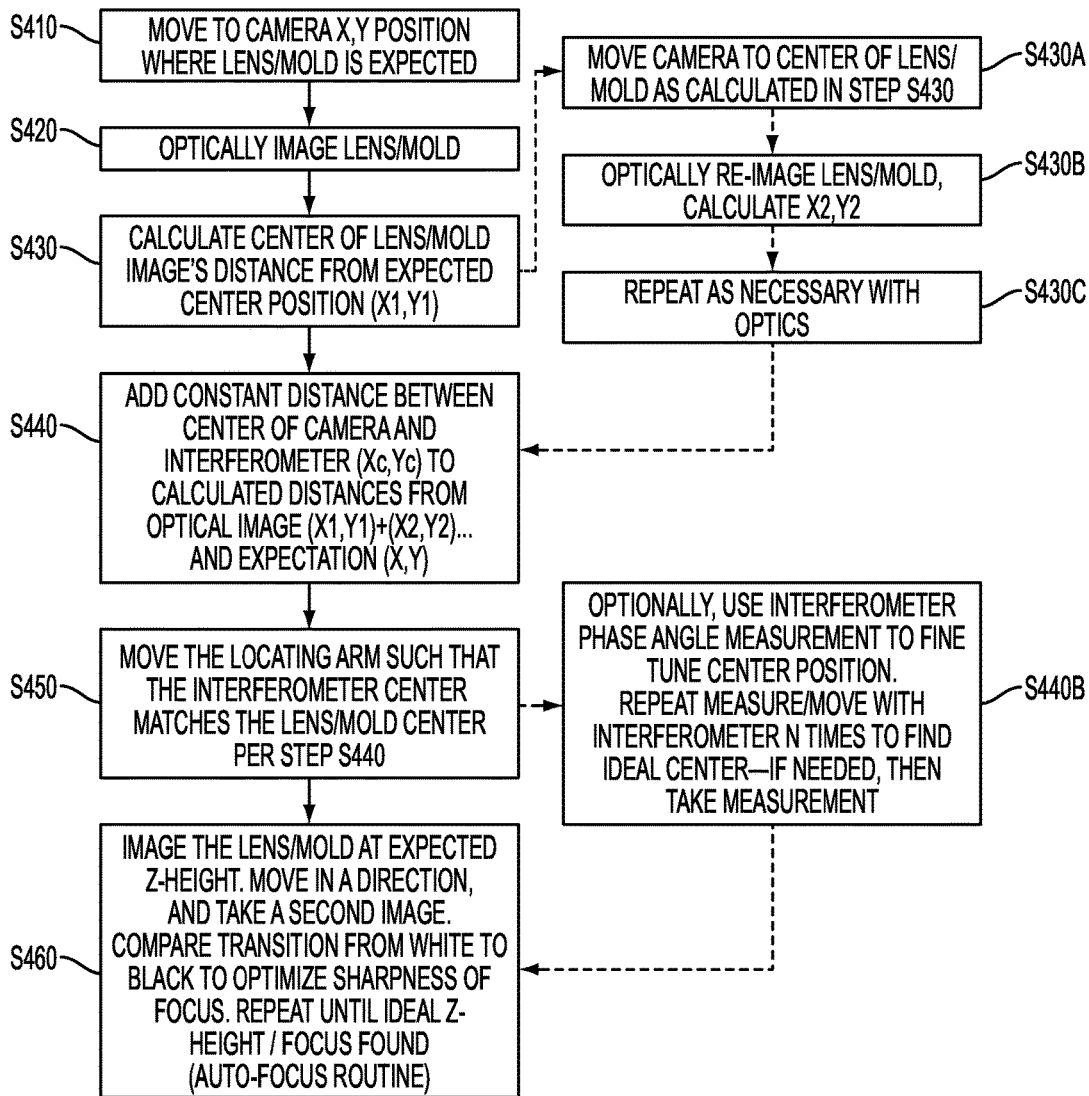 S410
MOVE TO CAMERA X,Y POSITION
WHERE LENS/MOLD IS EXPECTED
S420
OPTICALLY IMAGE LENS/MOLD
S430
CALCULATE CENTER OF LENS/MOLD
IMAGE'S DISTANCE FROM EXPECTED
CENTER POSITION (X1,Y1)
S430A
MOVE CAMERA TO CENTER OF LENS/
MOLD AS CALCULATED IN STEP S430
S430B
OPTICALLY RE-IMAGE LENS/MOLD,
CALCULATE X2,Y2
S430C
REPEAT AS NECESSARY WITH
OPTICS
S440
ADD CONSTANT DISTANCE BETWEEN
CENTER OF CAMERA AND
INTERFEROMETER (Xc,Yc) TO
CALCULATED DISTANCES FROM
OPTICAL IMAGE (X1,Y1)+(X2,Y2)...
AND EXPECTATION (X,Y)
S450
MOVE THE LOCATING ARM SUCH THAT
THE INTERFEROMETER CENTER
MATCHES THE LENS/MOLD CENTER
PER STEP S440
S440B
OPTIONALLY, USE INTERFEROMETER
PHASE ANGLE MEASUREMENT TO FINE
TUNE CENTER POSITION.
REPEAT MEASURE/MOVE WITH
INTERFEROMETER N TIMES TO FIND
IDEAL CENTER—IF NEEDED, THEN
TAKE MEASUREMENT
S460
IMAGE THE LENS/MOLD AT EXPECTED
Z-HEIGHT. MOVE IN A DIRECTION,
AND TAKE A SECOND IMAGE.
COMPARE TRANSITION FROM WHITE TO
BLACK TO OPTIMIZE SHARPNESS OF
FOCUS. REPEAT UNTIL IDEAL Z-
HEIGHT / FOCUS FOUND
(AUTO-FOCUS ROUTINE)